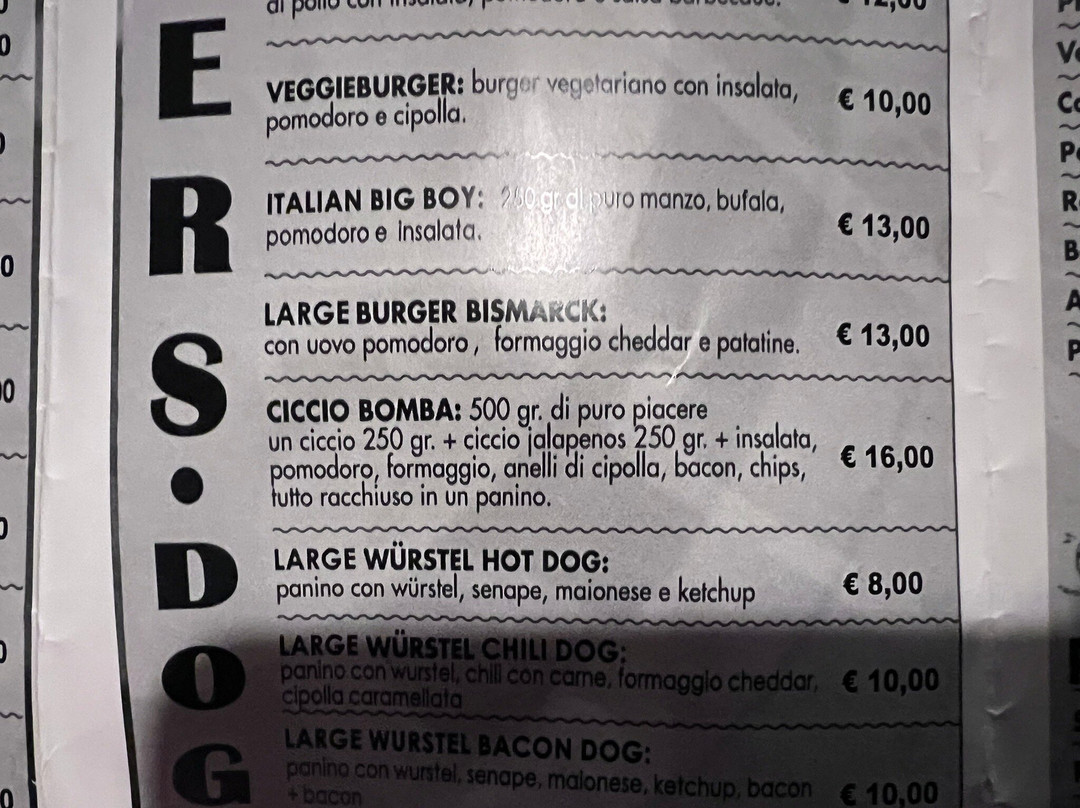 E
R
S
•
D
O
G
VEGGIEBURGER: burger vegetariano con insalata,
pomodoro e cipolla.
€ 10,00
ITALIAN BIG BOY: gr di puro manzo, bufala,
pomodoro e insalata.
€ 13,00
LARGE BURGER BISMARCK:
con uovo pomodoro , formaggio cheddar e patatine.
€ 13,00
CICCIO BOMBA: 500 gr. di puro piacere
un ciccio 250 gr. + ciccio jalapenos 250 gr. + insalata,
pomodoro, formaggio, anelli di cipolla, bacon, chips,
tutto racchiuso in un panino.
€ 16,00
LARGE WÜRSTEL HOT DOG:
panino con würstel, senape, maionese e ketchup
€ 8,00
LARGE WÜRSTEL CHILI DOG:
panino con wurstel, chili con carne, formaggio cheddar,
cipolla caramellata
€ 10,00
LARGE WURSTEL BACON DOG:
panino con wurstel, senape, maionese, ketchup, bacon
+ bacon
€ 10,00